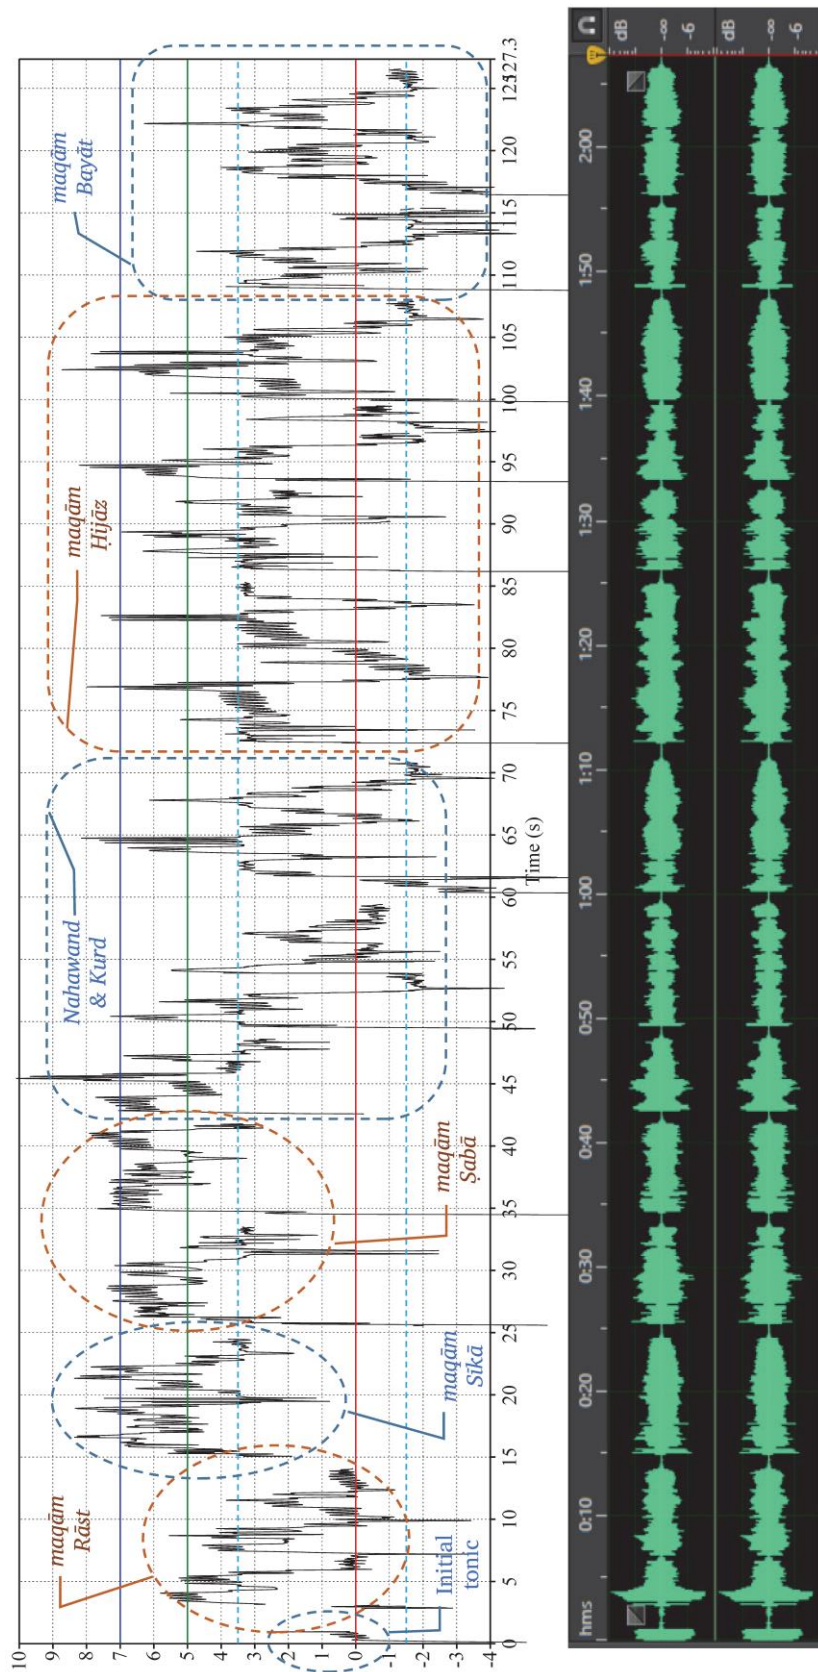 maqām
Rāst
Nahawand
& Kurd
maqām
Ḥijāz
maqām
Bayāt
10
9
8
7
6
5
4
3
2
1
0
-1
-2
-3
-4
Initial
tonic
maqām
Sīkā
maqām
Ṣabā
0 5 10 15 20 25 30 35 40 45 50 55 60 65 70 75 80 85 90 95 100 105 110 115 120 125 127.3
Time (s)
hms 0:10 0:20 0:30 0:40 0:50 1:00 1:10 1:20 1:30 1:40 1:50 2:00
dB
-∞
-6
dB
-∞
-6